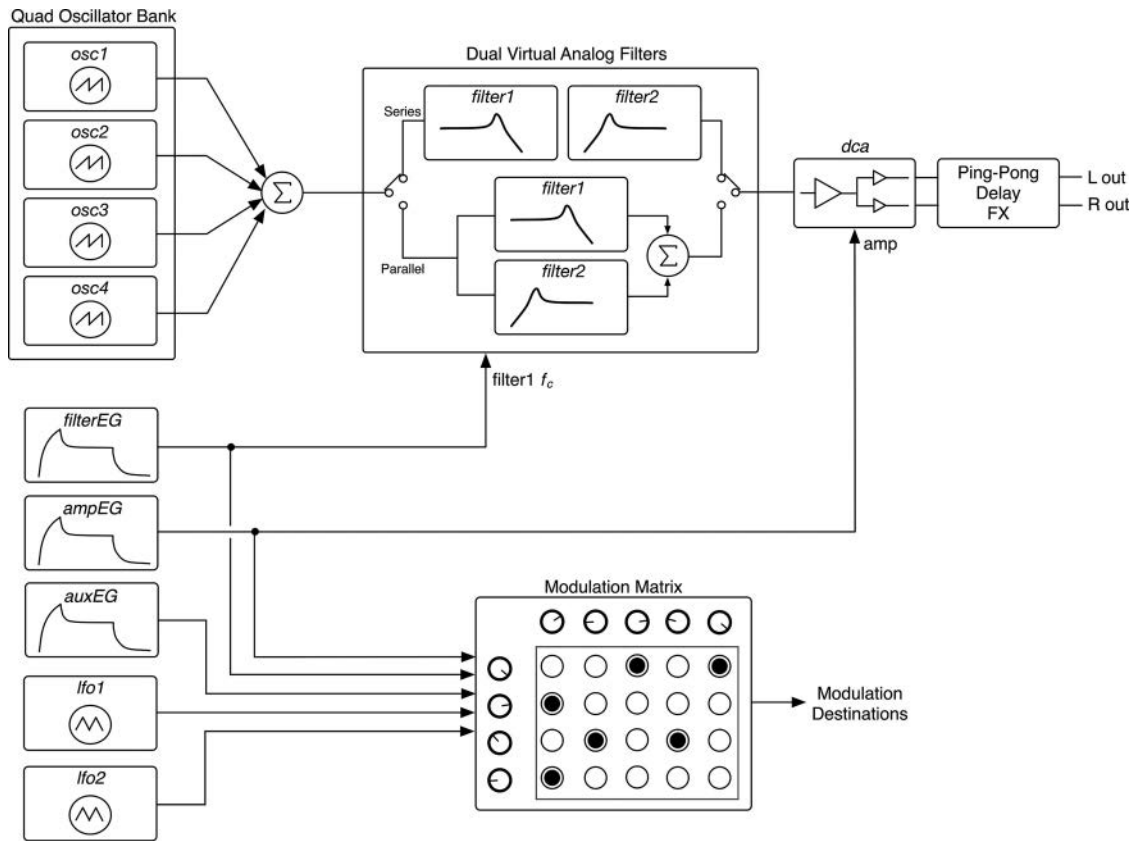 Quad Oscillator Bank
osc1
osc2
osc3
osc4
Σ
Dual Virtual Analog Filters
Series
filter1
filter2
Parallel
filter1
filter2
Σ
dca
amp
Ping-Pong
Delay
FX
L out
R out
filter1 fc
filterEG
ampEG
auxEG
lfo1
lfo2
Modulation Matrix
Modulation
Destinations